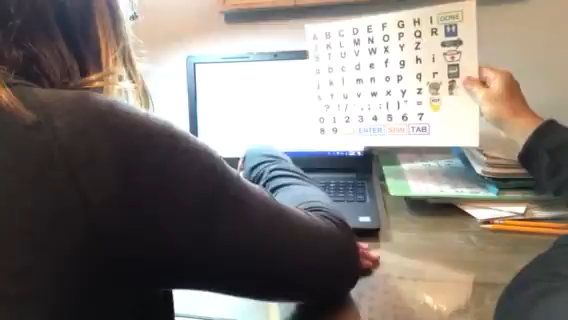 A B C D E F G H I DONE
J K L M N O P Q R
S T U V W X Y Z
a b c d e f g h i
j k l m n o p q r
s t u v w x y z
? ! / ' , ; : ( ) " =
0 1 2 3 4 5 6 7
8 9 ENTER TAB